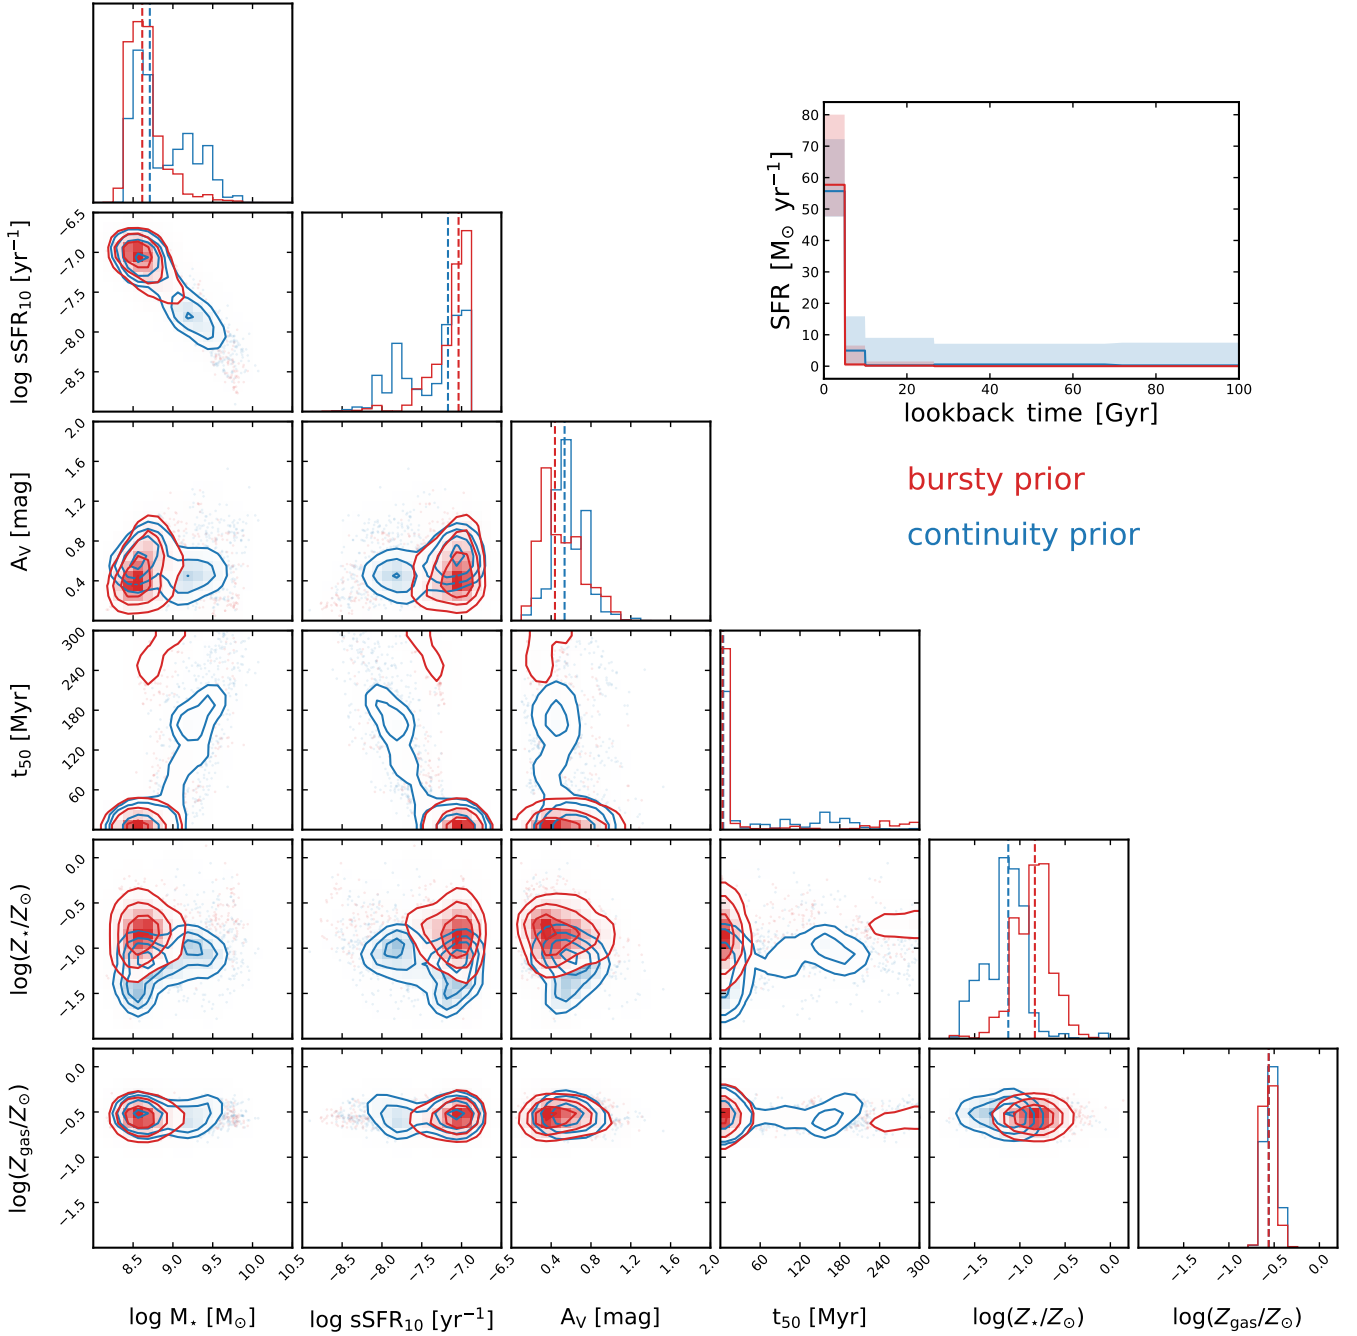 80
70
60
50
40
30
20
10
0
SFR [M⊙ yr⁻¹]
0 20 40 60 80 100
lookback time [Gyr]
bursty prior
continuity prior
−6.5
−7.0
−7.5
−8.0
−8.5
log sSFR₁₀ [yr⁻¹]
2.0
1.6
1.2
0.8
0.4
A_V [mag]
300
240
180
120
60
t₅₀ [Myr]
0.0
−0.5
−1.0
−1.5
log(Z⋆/Z⊙)
0.0
−0.5
−1.0
−1.5
log(Z_gas/Z⊙)
8.5 9.0 9.5 10.0 10.5
−8.5 −8.0 −7.5 −7.0 −6.5
0.4 0.8 1.2 1.6 2.0
60 120 180 240 300
−1.5 −1.0 −0.5 0.0
−1.5 −1.0 −0.5 0.0
log M⋆ [M⊙]
log sSFR₁₀ [yr⁻¹]
A_V [mag]
t₅₀ [Myr]
log(Z⋆/Z⊙)
log(Z_gas/Z⊙)